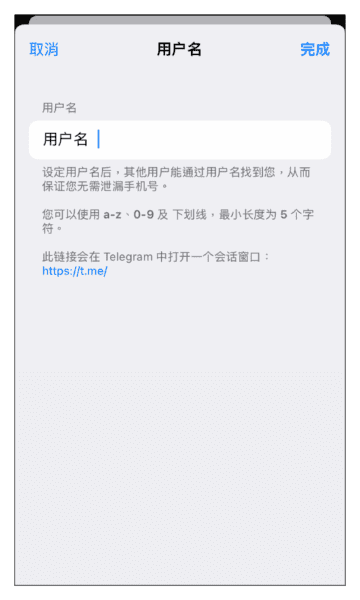 取消 用户名 完成
用户名
用户名
设定用户名后，其他用户能通过用户名找到您，从而
保证您无需泄漏手机号。
您可以使用 a-z、0-9 及 下划线，最小长度为 5 个字
符。
此链接会在 Telegram 中打开一个会话窗口：
https://t.me/